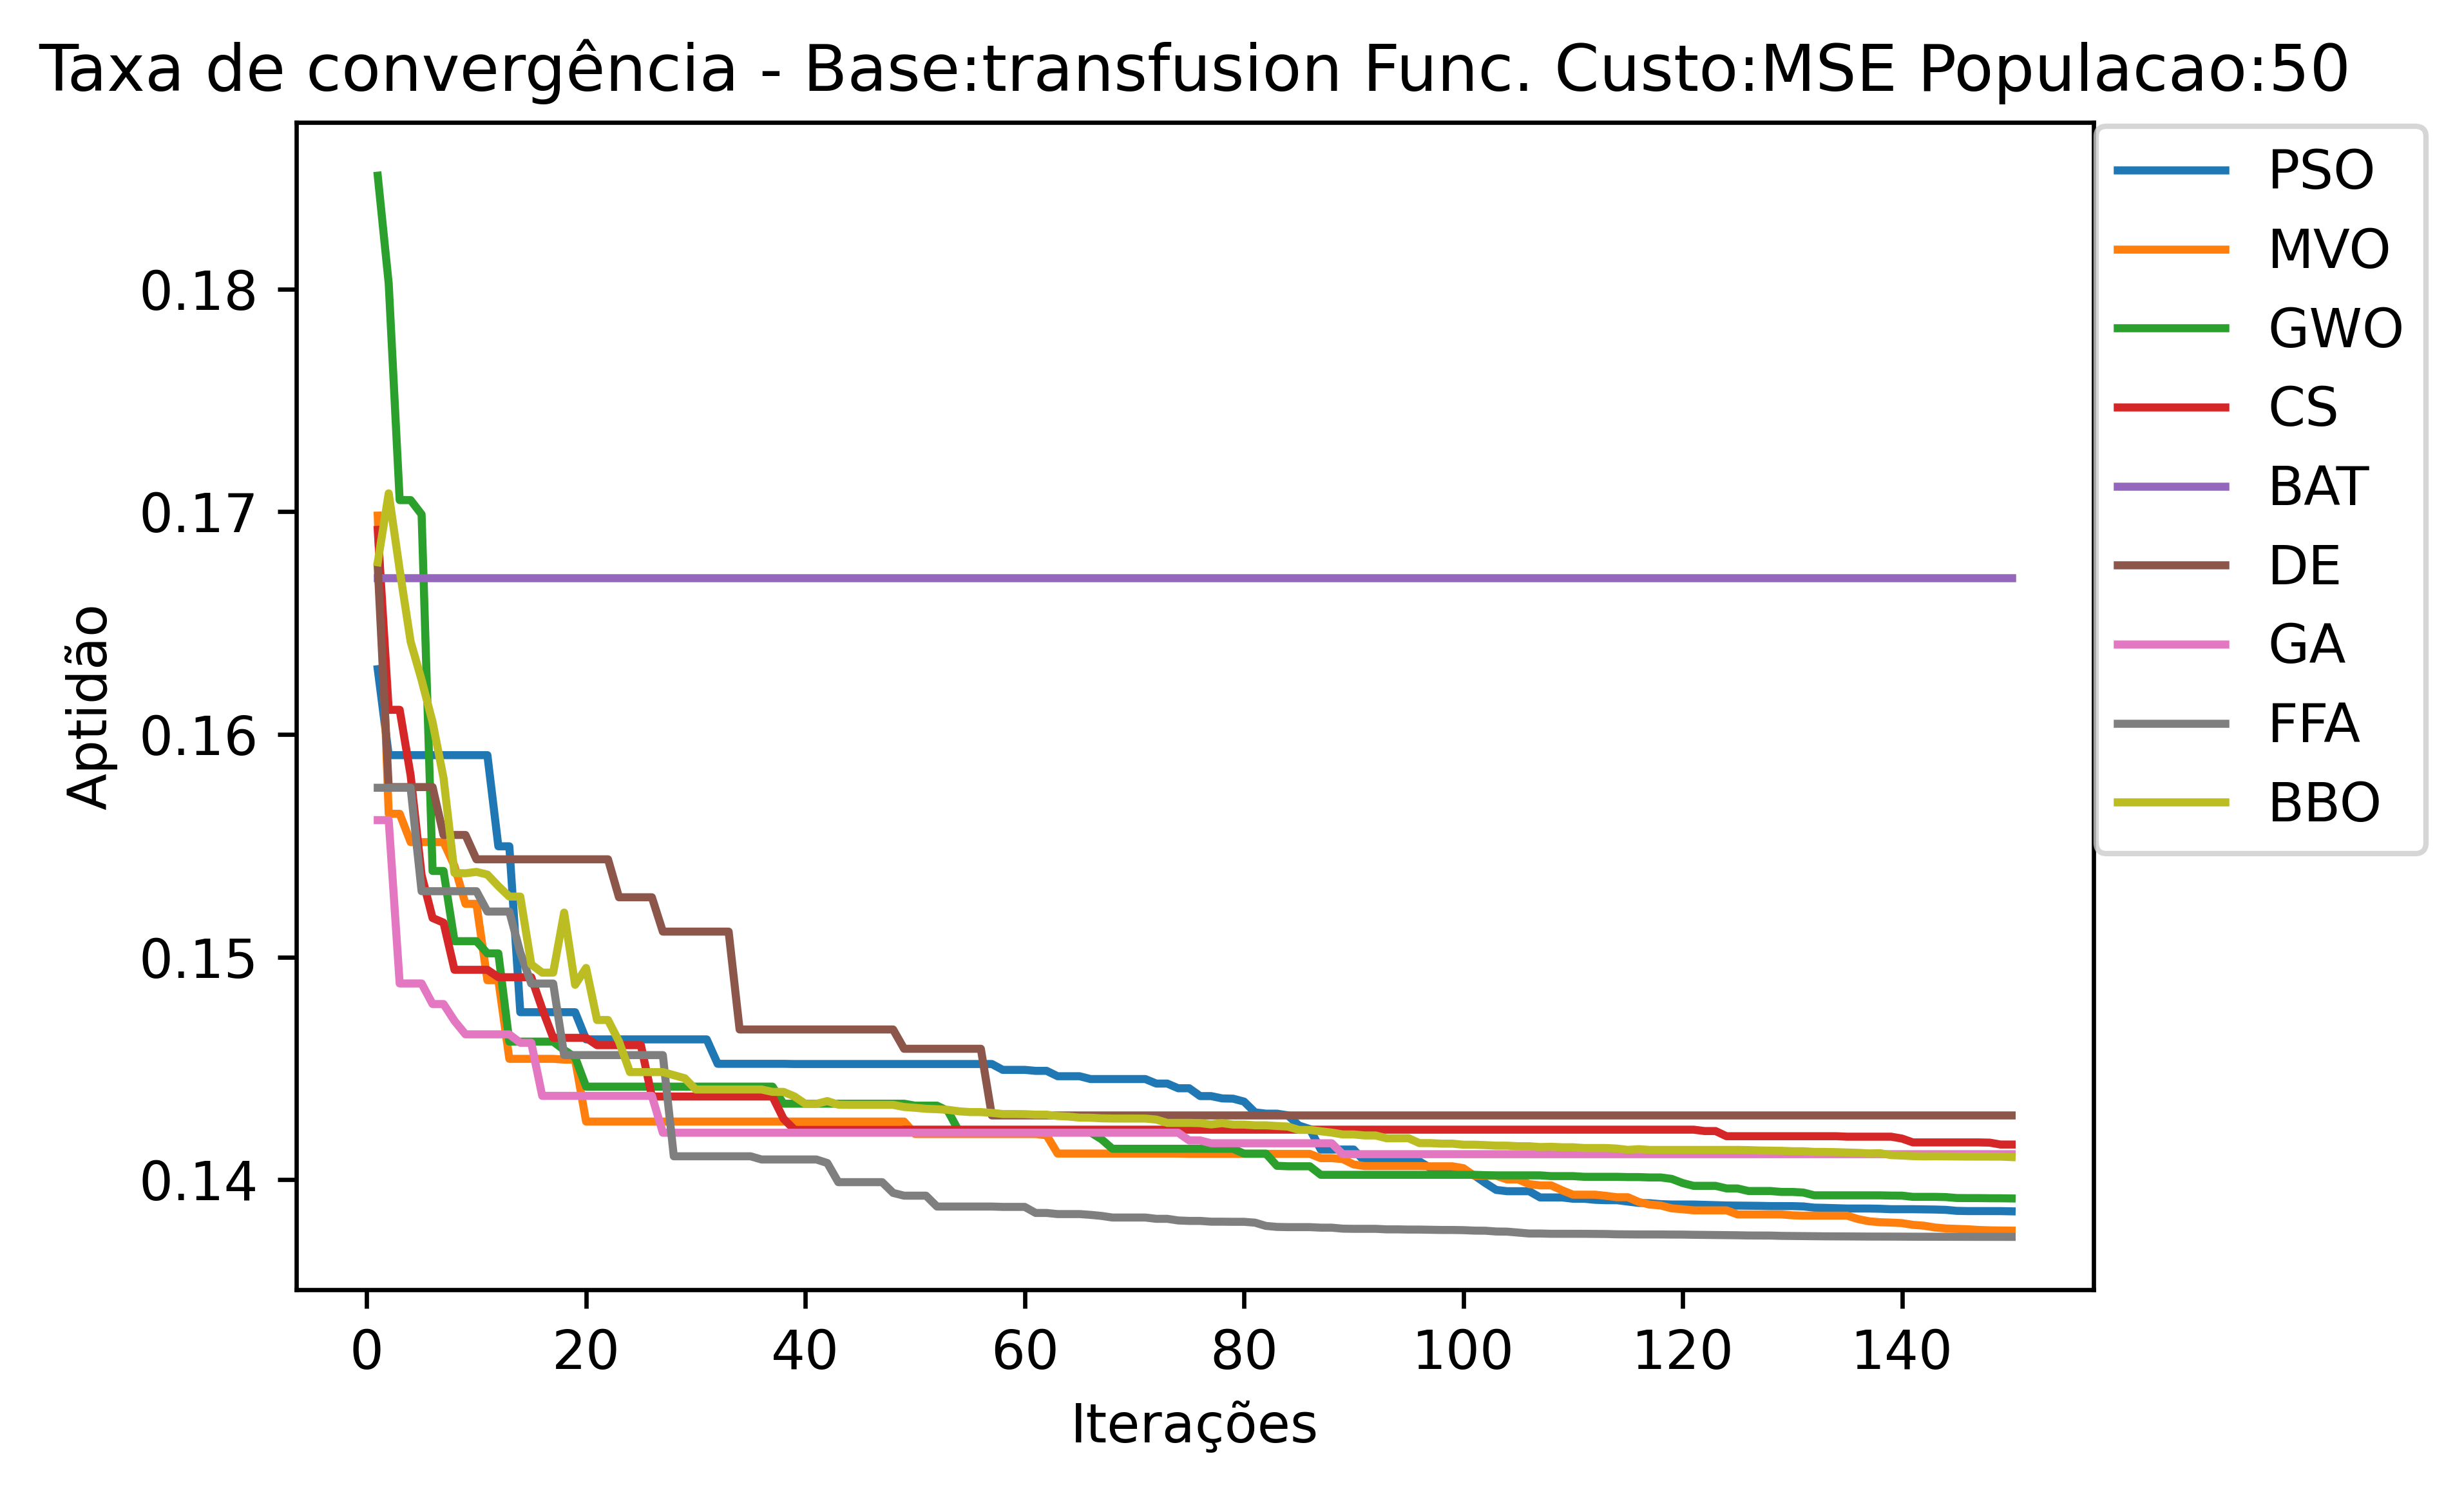 Taxa de convergência - Base:transfusion Func. Custo:MSE Populacao:50
PSO
MVO
GWO
CS
BAT
DE
GA
FFA
BBO
Aptidão
0.18
0.17
0.16
0.15
0.14
0 20 40 60 80 100 120 140
Iterações